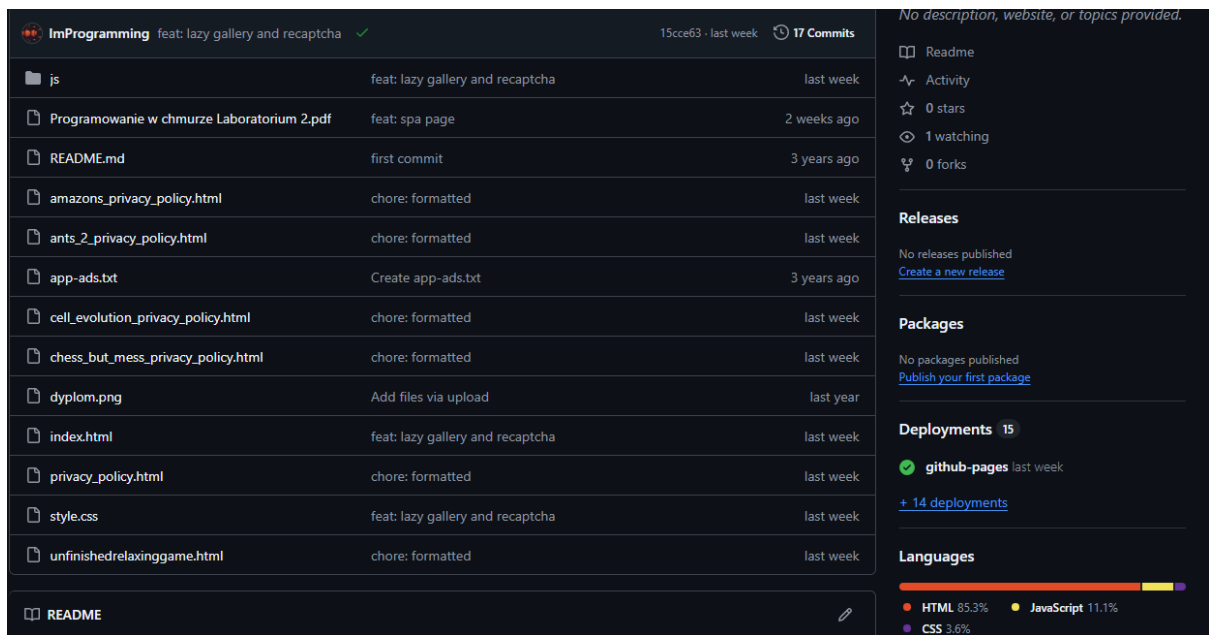 ImProgramming feat: lazy gallery and recaptcha 15cce63 · last week 17 Commits
js feat: lazy gallery and recaptcha last week
Programowanie w chmurze Laboratorium 2.pdf feat: spa page 2 weeks ago
README.md first commit 3 years ago
amazons_privacy_policy.html chore: formatted last week
ants_2_privacy_policy.html chore: formatted last week
app-ads.txt Create app-ads.txt 3 years ago
cell_evolution_privacy_policy.html chore: formatted last week
chess_but_mess_privacy_policy.html chore: formatted last week
dyplom.png Add files via upload last year
index.html feat: lazy gallery and recaptcha last week
privacy_policy.html chore: formatted last week
style.css feat: lazy gallery and recaptcha last week
unfinishedrelaxinggame.html chore: formatted last week
README
No description, website, or topics provided.
Readme
Activity
0 stars
1 watching
0 forks
Releases
No releases published
Create a new release
Packages
No packages published
Publish your first package
Deployments 15
github-pages last week
+ 14 deployments
Languages
HTML 85.3% JavaScript 11.1%
CSS 3.6%